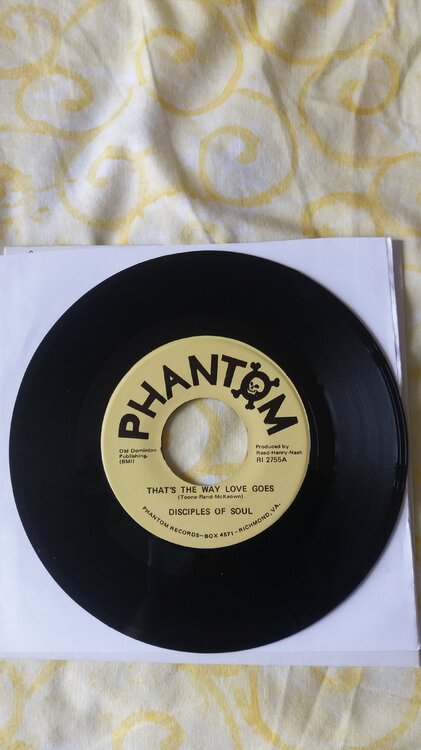 PHANTOM
Old Dominion
Publishing.
(BMI)
Produced by
Reed-Henry-Nash
RI 2755A
THAT'S THE WAY LOVE GOES
(Toone-Rand-McKeown)
DISCIPLES OF SOUL
PHANTOM RECORDS-BOX 4871-RICHMOND, VA.